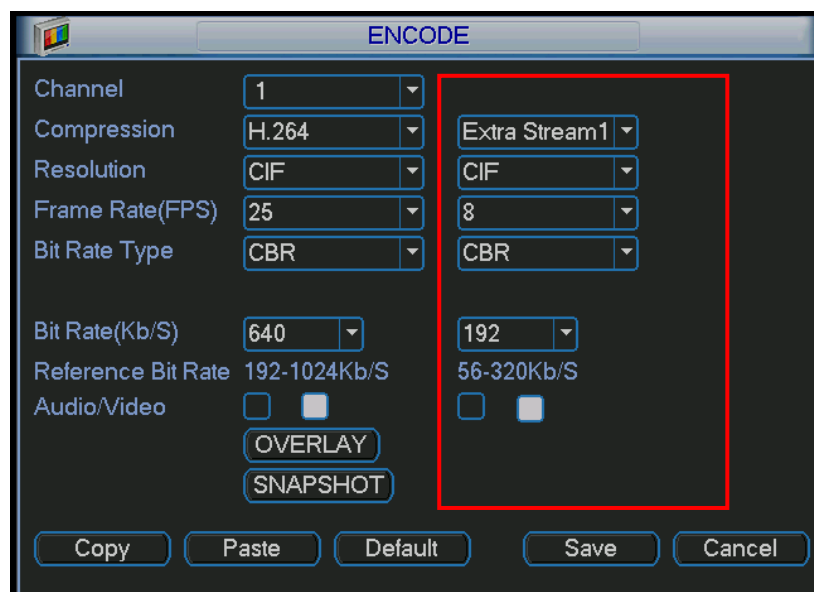 ENCODE
Channel 1
Compression H.264 Extra Stream1
Resolution CIF CIF
Frame Rate(FPS) 25 8
Bit Rate Type CBR CBR
Bit Rate(Kb/S) 640 192
Reference Bit Rate 192-1024Kb/S 56-320Kb/S
Audio/Video
OVERLAY
SNAPSHOT
Copy Paste Default Save Cancel